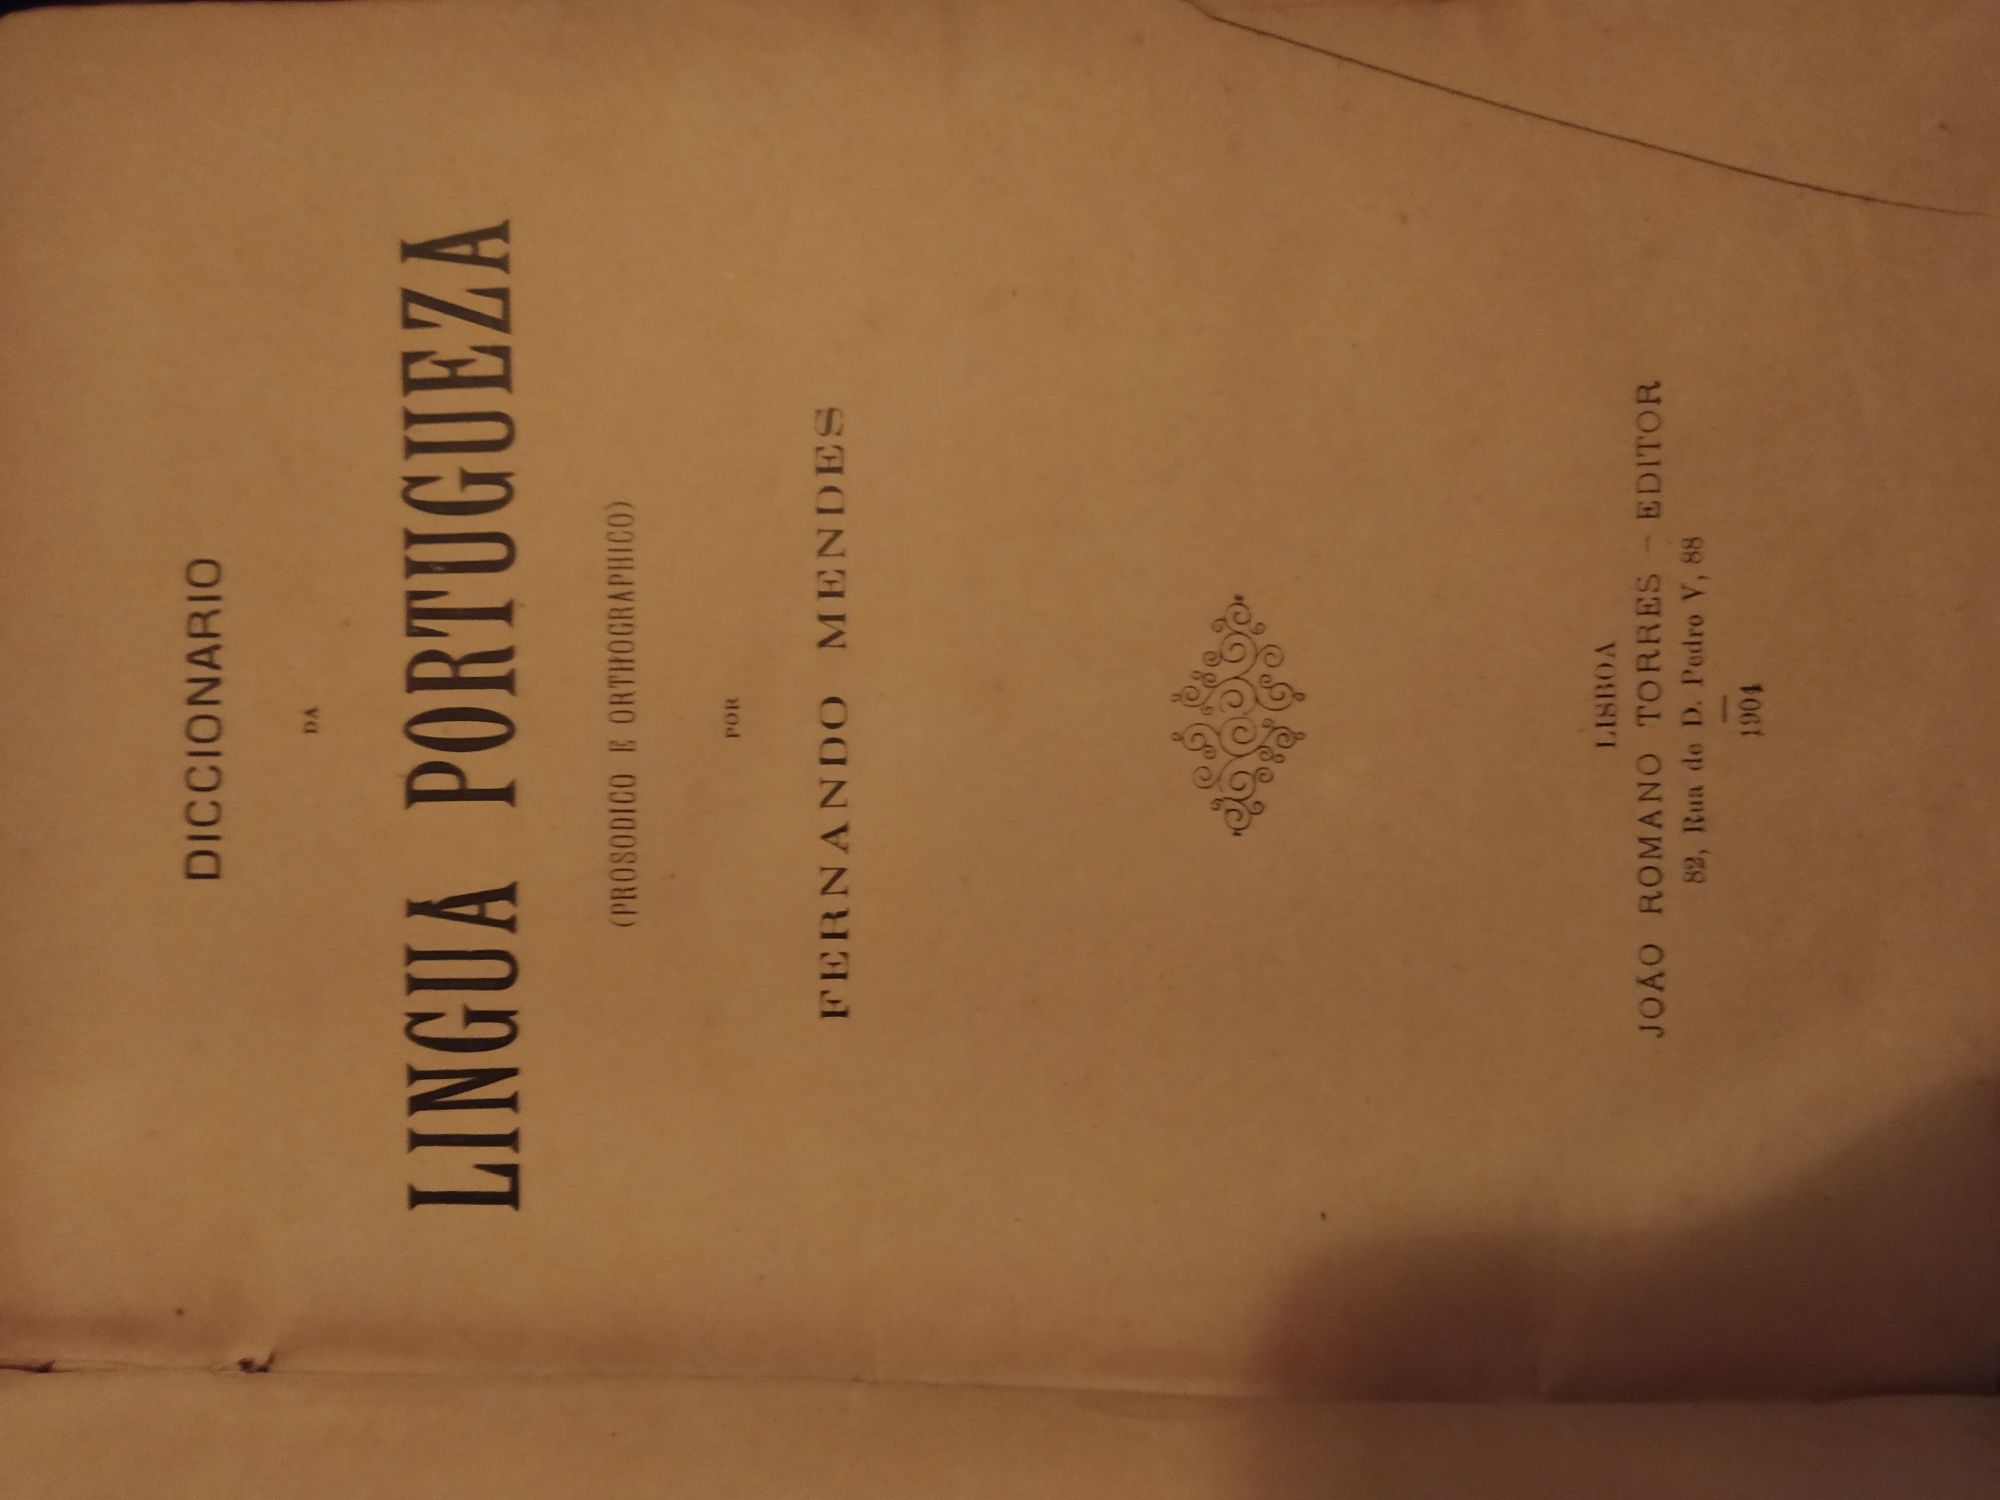 DICCIONARIO
DA
LINGUA PORTUGUEZA
(PROSODICO E ORTHOGRAPHICO)
POR
FERNANDO MENDES
LISBOA
JOÃO ROMANO TORRES — EDITOR
82, Rua de D. Pedro V, 88
1904